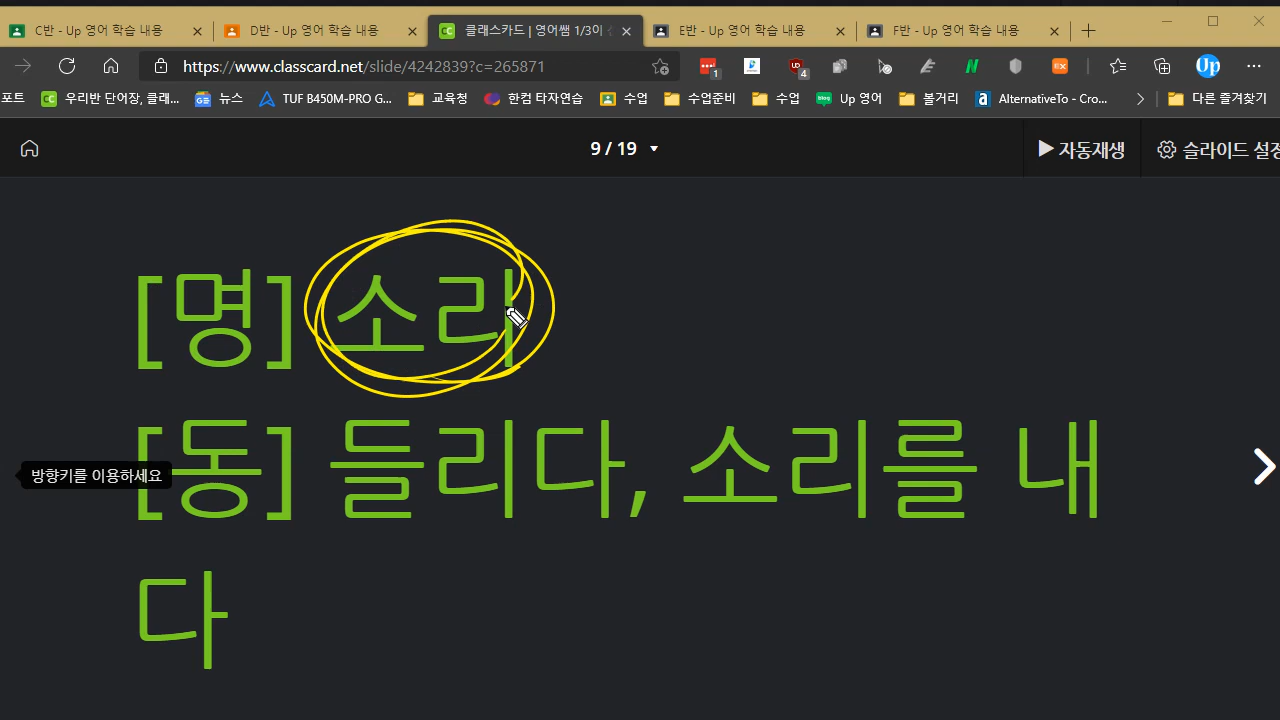 C반 - Up 영어 학습 내용
D반 - Up 영어 학습 내용
클래스카드 | 영어쌤 1/3이
E반 - Up 영어 학습 내용
F반 - Up 영어 학습 내용
https://www.classcard.net/slide/4242839?c=265871
1
4
Up
포트
우리반 단어장, 클래...
뉴스
TUF B450M-PRO G...
교육청
한컴 타자연습
수업
수업준비
수업
Up 영어
볼거리
AlternativeTo - Cro...
다른 즐겨찾기
9 / 19
자동재생
슬라이드 설정
[명] 소리
[동] 들리다, 소리를 내
다
방향키를 이용하세요